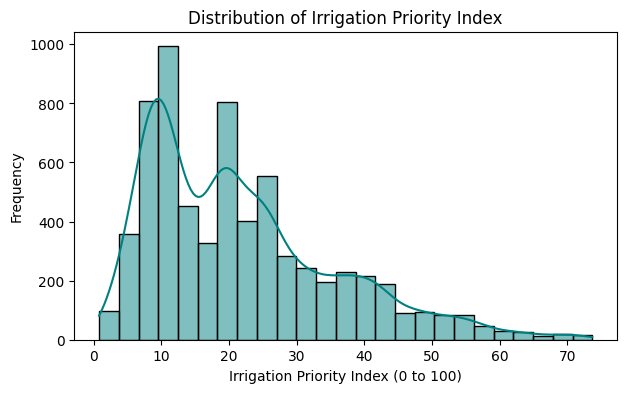 Distribution of Irrigation Priority Index
1000
800
600
400
200
0
Frequency
0 10 20 30 40 50 60 70
Irrigation Priority Index (0 to 100)